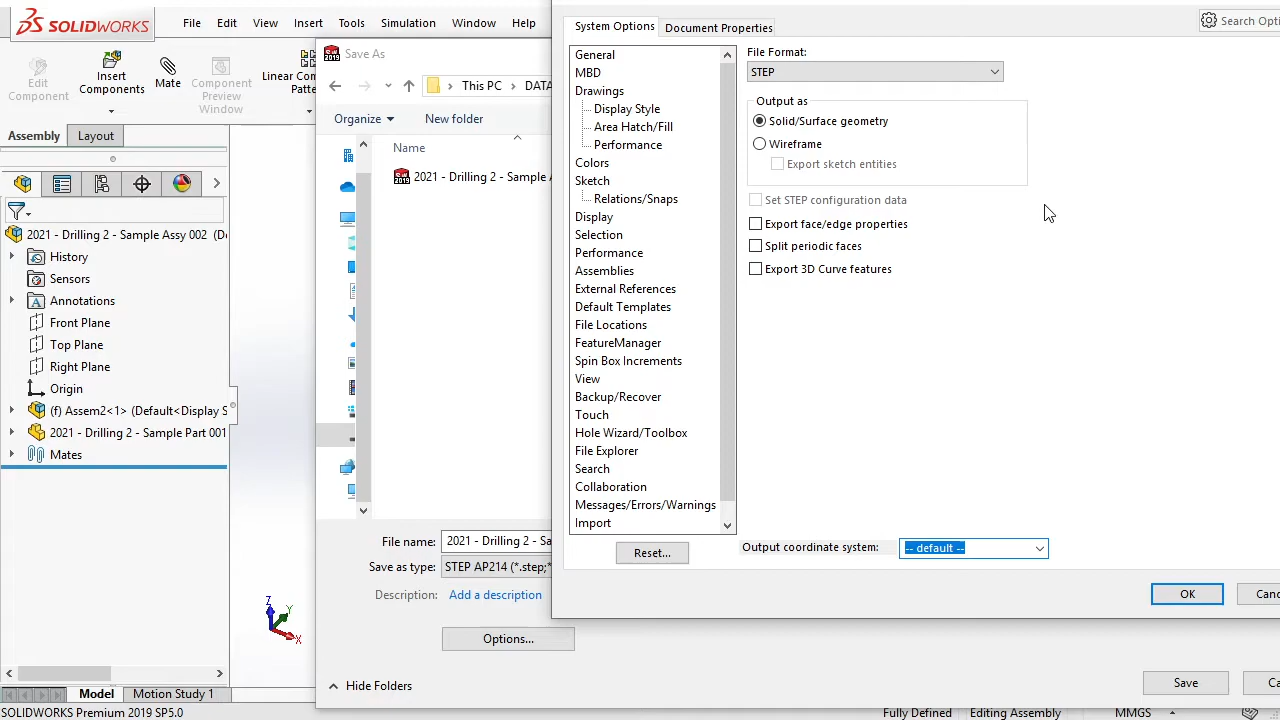 SOLIDWORKS
File Edit View Insert Tools Simulation Window Help
Edit Component
Insert Components
Mate
Component Preview Window
Linear Com
Patte
Assembly Layout
2021 - Drilling 2 - Sample Assy 002 (De
History
Sensors
Annotations
Front Plane
Top Plane
Right Plane
Origin
(f) Assem2<1> (Default<Display S
2021 - Drilling 2 - Sample Part 001
Mates
Z
Y
X
Model Motion Study 1
SOLIDWORKS Premium 2019 SP5.0
Fully Defined Editing Assembly MMGS
2019
Save As
This PC DATA
Organize New folder
Name
2019
2021 - Drilling 2 - Sample A
File name: 2021 - Drilling 2 - Sa
Save as type: STEP AP214 (*.step;*
Description: Add a description
Options...
Hide Folders
Save
Ca
System Options Document Properties
Search Opti
General
MBD
Drawings
Display Style
Area Hatch/Fill
Performance
Colors
Sketch
Relations/Snaps
Display
Selection
Performance
Assemblies
External References
Default Templates
File Locations
FeatureManager
Spin Box Increments
View
Backup/Recover
Touch
Hole Wizard/Toolbox
File Explorer
Search
Collaboration
Messages/Errors/Warnings
Import
Reset...
File Format:
STEP
Output as
Solid/Surface geometry
Wireframe
Export sketch entities
Set STEP configuration data
Export face/edge properties
Split periodic faces
Export 3D Curve features
Output coordinate system: -- default --
OK
Canc